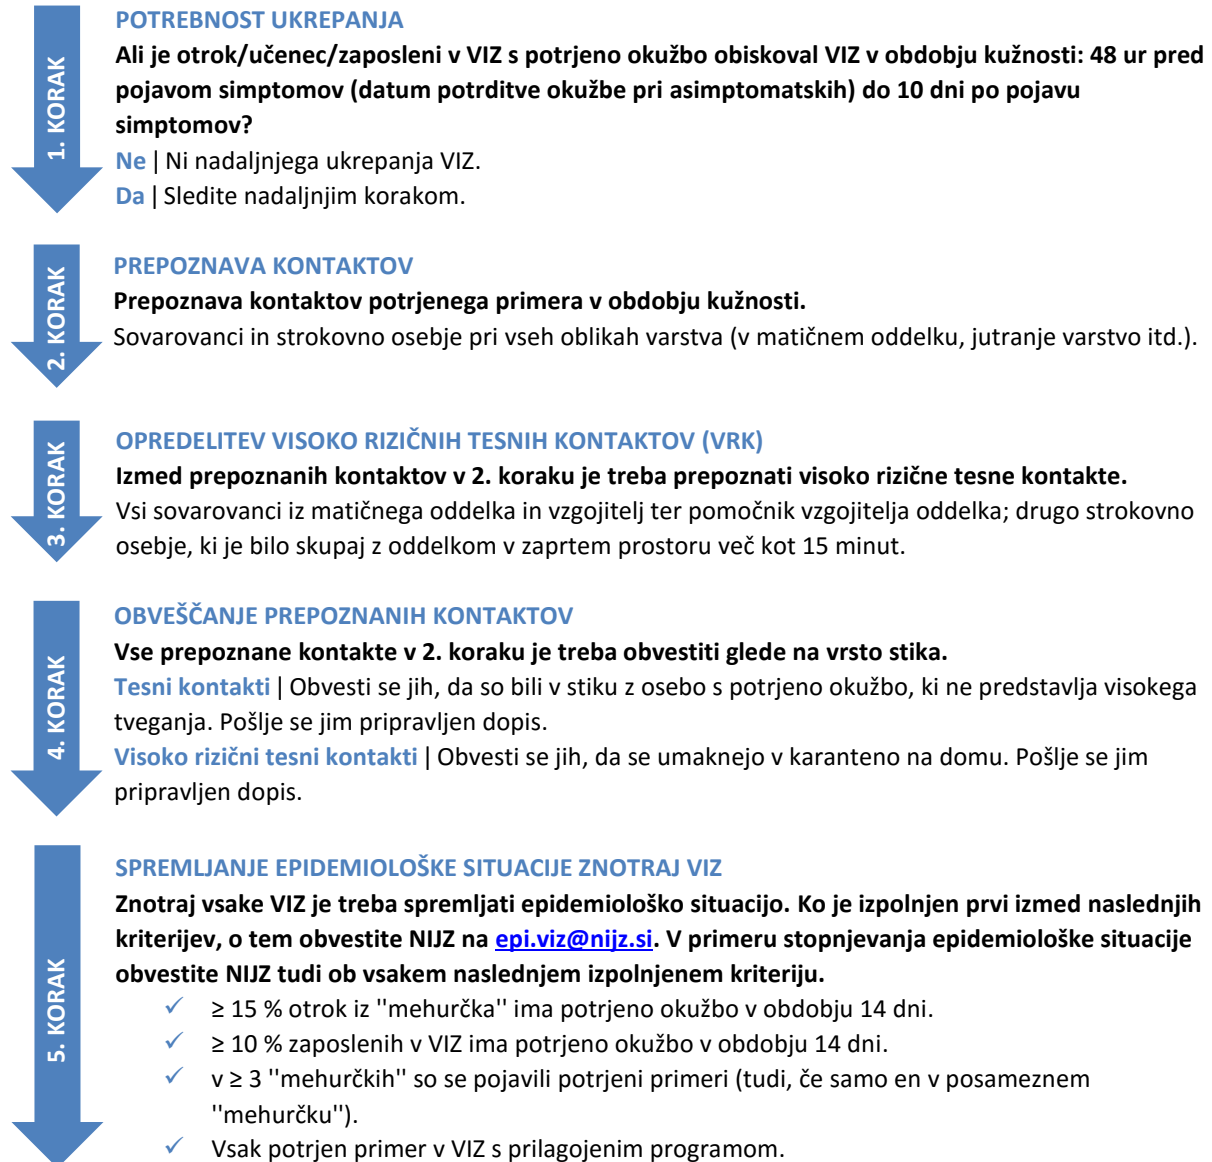 1. KORAK
POTREBNOST UKREPANJA
Ali je otrok/učenec/zaposleni v VIZ s potrjeno okužbo obiskoval VIZ v obdobju kužnosti: 48 ur pred
pojavom simptomov (datum potrditve okužbe pri asimptomatskih) do 10 dni po pojavu
simptomov?
Ne | Ni nadaljnjega ukrepanja VIZ.
Da | Sledite nadaljnjim korakom.
2. KORAK
PREPOZNAVA KONTAKTOV
Prepoznava kontaktov potrjenega primera v obdobju kužnosti.
Sovarovanci in strokovno osebje pri vseh oblikah varstva (v matičnem oddelku, jutranje varstvo itd.).
3. KORAK
OPREDELITEV VISOKO RIZIČNIH TESNIH KONTAKTOV (VRK)
Izmed prepoznanih kontaktov v 2. koraku je treba prepoznati visoko rizične tesne kontakte.
Vsi sovarovanci iz matičnega oddelka in vzgojitelj ter pomočnik vzgojitelja oddelka; drugo strokovno
osebje, ki je bilo skupaj z oddelkom v zaprtem prostoru več kot 15 minut.
4. KORAK
OBVEŠČANJE PREPOZNANIH KONTAKTOV
Vse prepoznane kontakte v 2. koraku je treba obvestiti glede na vrsto stika.
Tesni kontakti | Obvesti se jih, da so bili v stiku z osebo s potrjeno okužbo, ki ne predstavlja visokega
tveganja. Pošlje se jim pripravljen dopis.
Visoko rizični tesni kontakti | Obvesti se jih, da se umaknejo v karanteno na domu. Pošlje se jim
pripravljen dopis.
5. KORAK
SPREMLJANJE EPIDEMIOLOŠKE SITUACIJE ZNOTRAJ VIZ
Znotraj vsake VIZ je treba spremljati epidemiološko situacijo. Ko je izpolnjen prvi izmed naslednjih
kriterijev, o tem obvestite NIJZ na epi.viz@nijz.si. V primeru stopnjevanja epidemiološke situacije
obvestite NIJZ tudi ob vsakem naslednjem izpolnjenem kriteriju.
✓ ≥ 15 % otrok iz ''mehurčka'' ima potrjeno okužbo v obdobju 14 dni.
✓ ≥ 10 % zaposlenih v VIZ ima potrjeno okužbo v obdobju 14 dni.
✓ v ≥ 3 ''mehurčkih'' so se pojavili potrjeni primeri (tudi, če samo en v posameznem
''mehurčku'').
✓ Vsak potrjen primer v VIZ s prilagojenim programom.